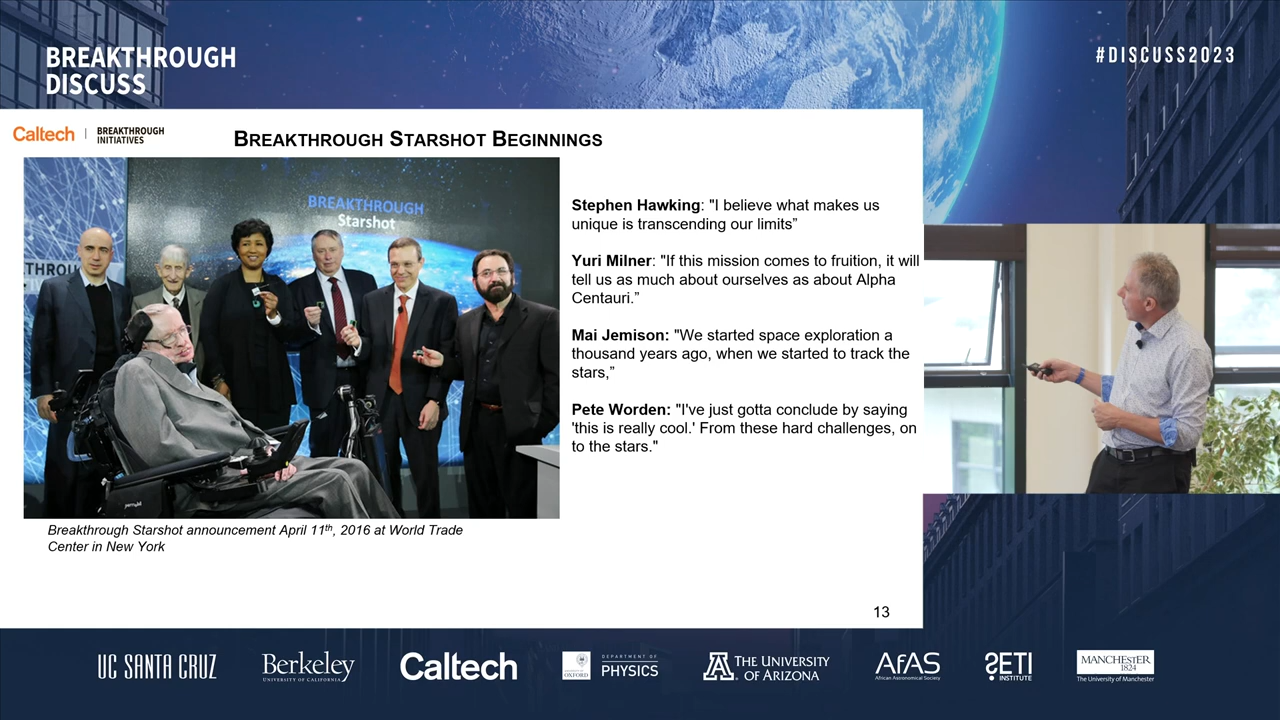 BREAKTHROUGH
DISCUSS
#DISCUSS2023
Caltech | BREAKTHROUGH
INITIATIVES
BREAKTHROUGH STARSHOT BEGINNINGS
BREAKTHROUGH
Starshot
Stephen Hawking: "I believe what makes us
unique is transcending our limits”
Yuri Milner: "If this mission comes to fruition, it will
tell us as much about ourselves as about Alpha
Centauri.”
Mai Jemison: "We started space exploration a
thousand years ago, when we started to track the
stars,”
Pete Worden: "I've just gotta conclude by saying
'this is really cool.' From these hard challenges, on
to the stars."
Breakthrough Starshot announcement April 11th, 2016 at World Trade
Center in New York
13
UC SANTA CRUZ
Berkeley
UNIVERSITY OF CALIFORNIA
Caltech
UNIVERSITY OF
OXFORD
DEPARTMENT OF
PHYSICS
THE UNIVERSITY
OF ARIZONA
AfAS
African Astronomical Society
SETI
INSTITUTE
MANCHESTER
1824
The University of Manchester